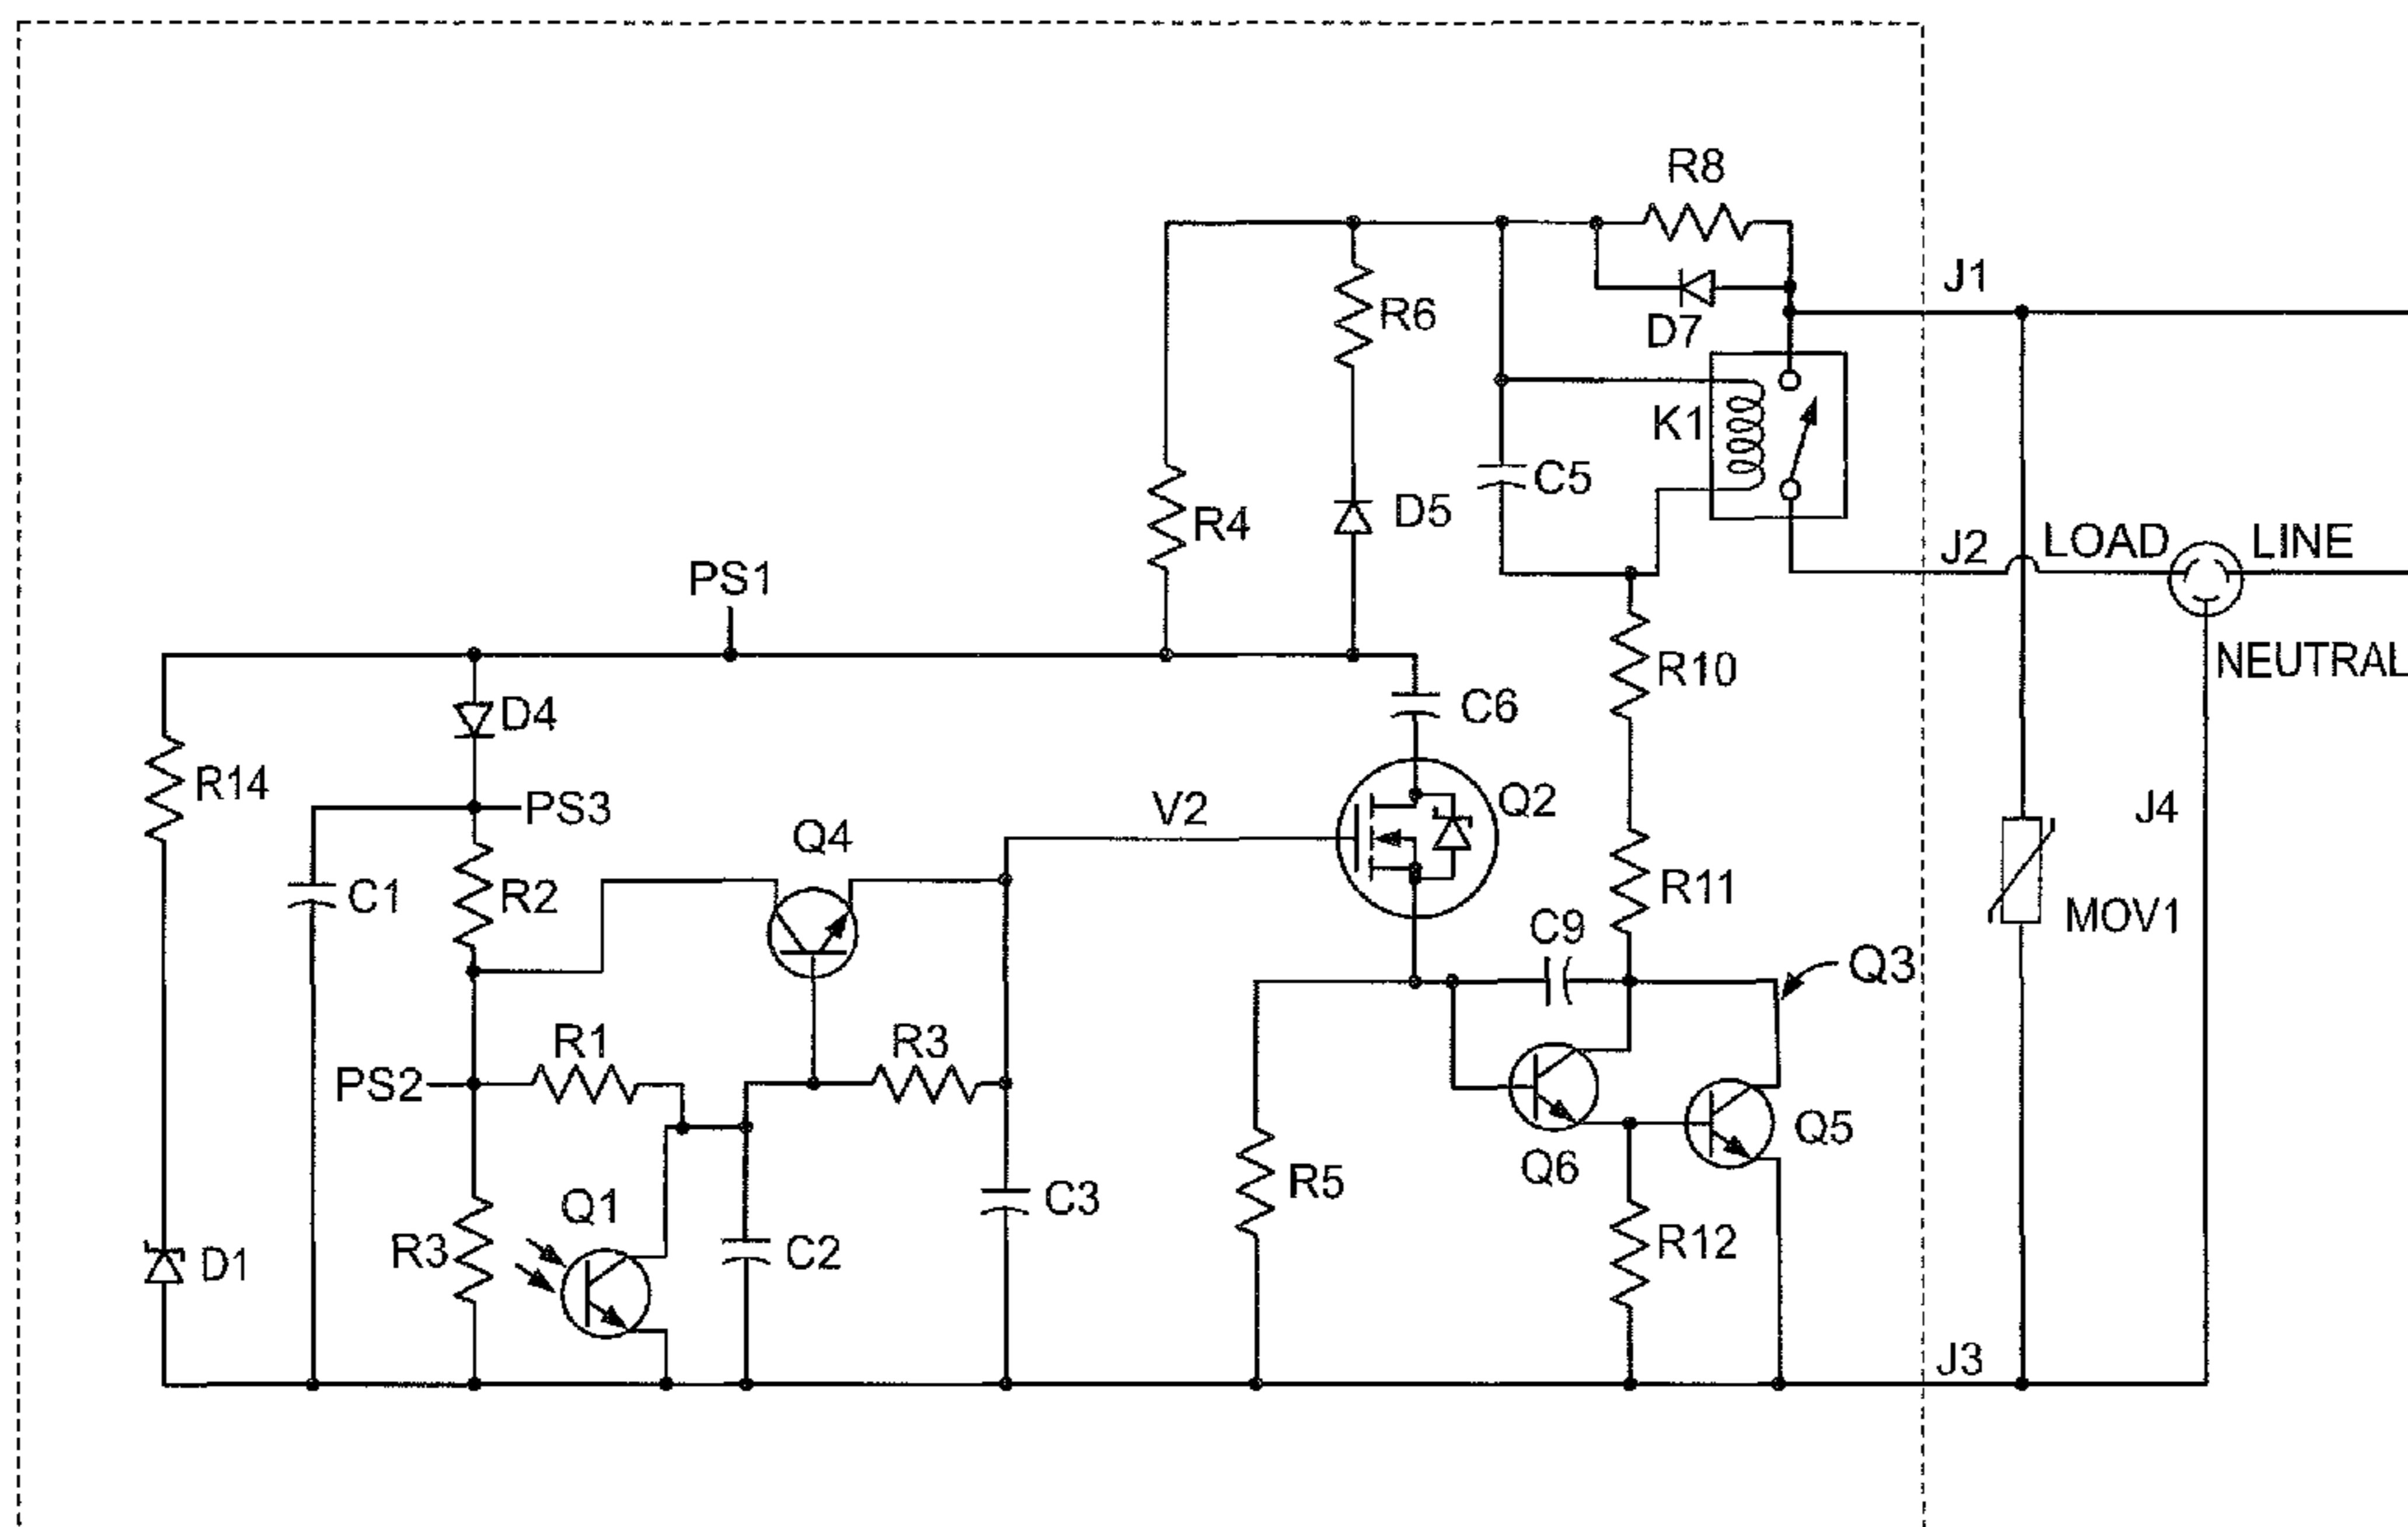 R8
J1
R6
D7
K1
C5
R4
D5
J2
LOAD
LINE
PS1
NEUTRAL
R10
D4
C6
R14
PS3
V2
Q2
J4
Q4
C1
R2
R11
MOV1
C9
Q3
R1
R3
PS2
Q5
Q6
R5
Q1
C3
R3
C2
R12
D1
J3